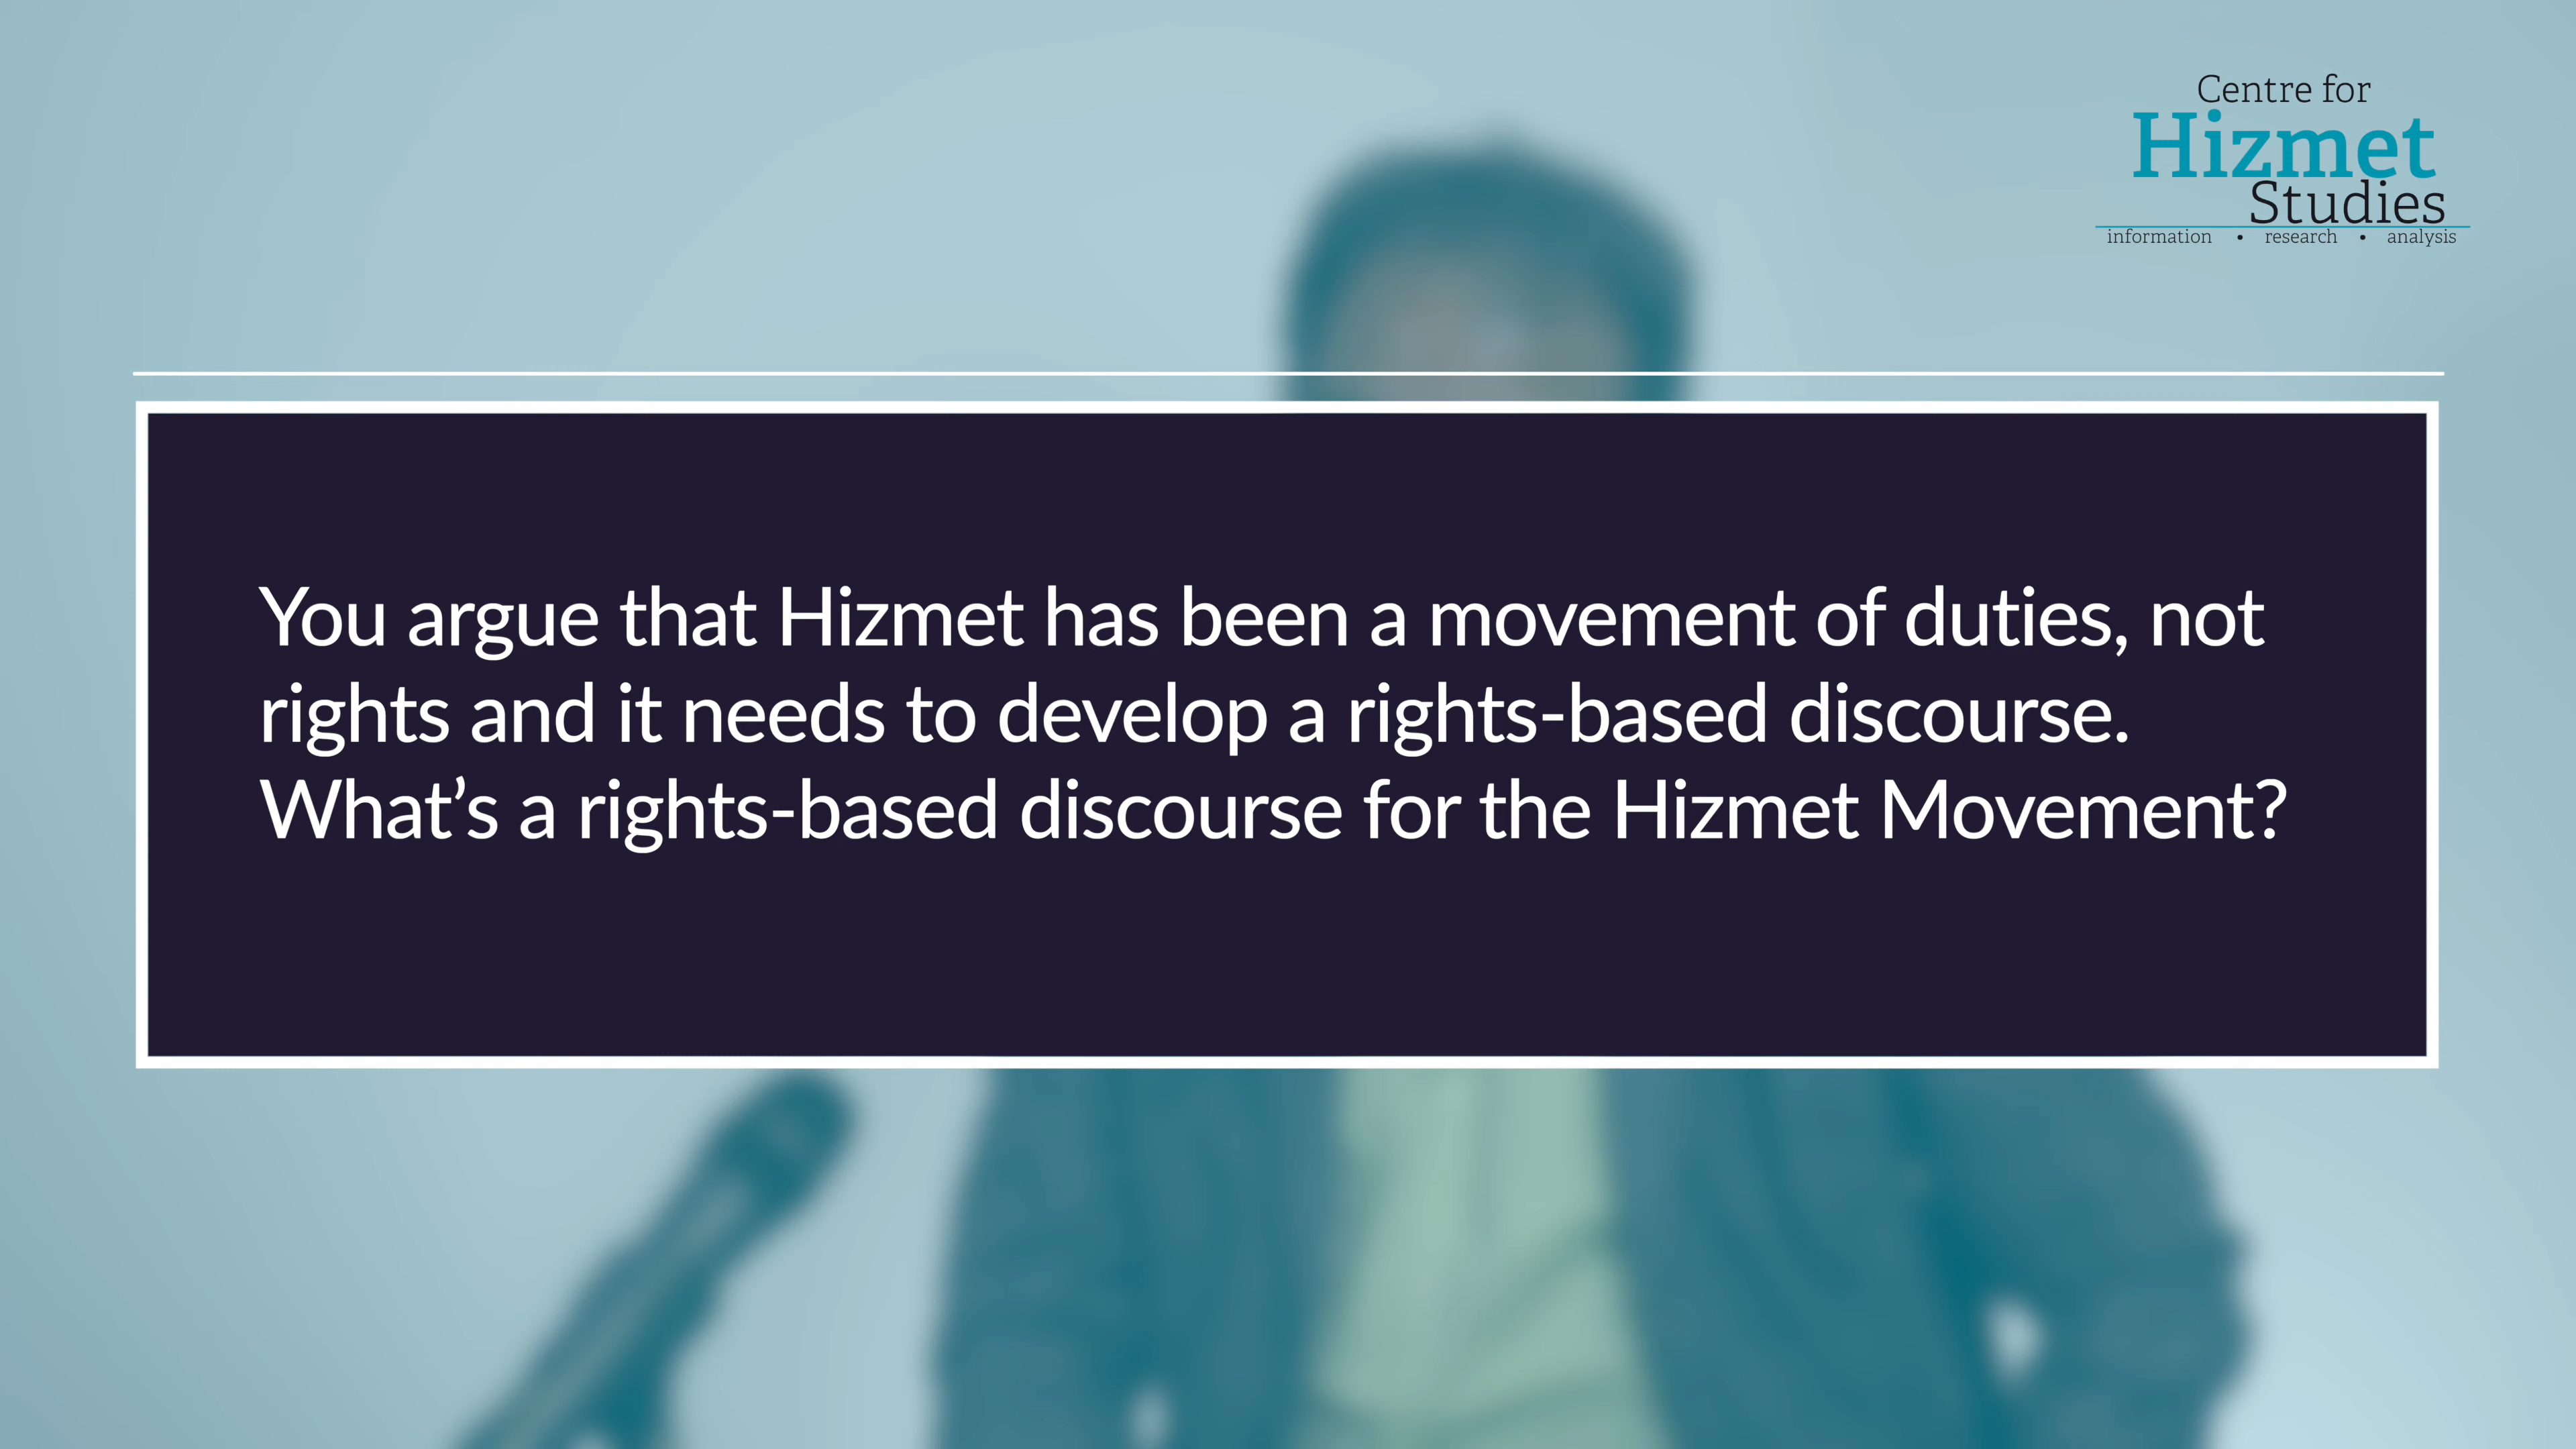 Centre for
Hizmet
Studies
information • research • analysis
You argue that Hizmet has been a movement of duties, not
rights and it needs to develop a rights-based discourse.
What’s a rights-based discourse for the Hizmet Movement?